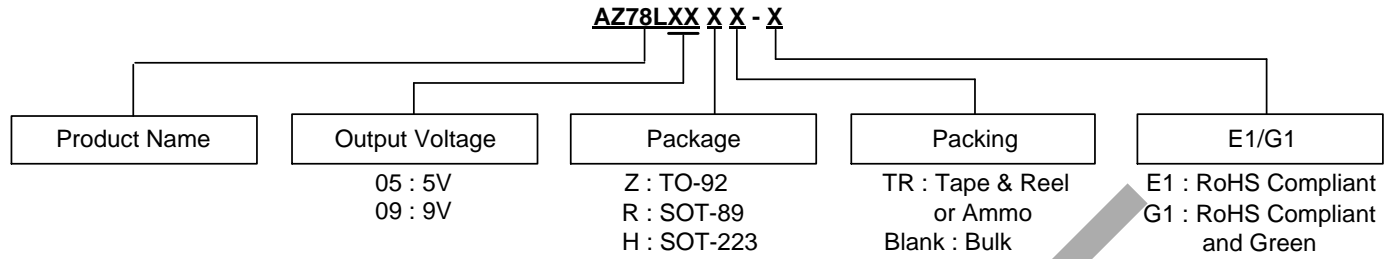 AZ78LXX X X - X
Product Name
Output Voltage
Package
Packing
E1/G1
05 : 5V
09 : 9V
Z : TO-92
R : SOT-89
H : SOT-223
TR : Tape & Reel
or Ammo
Blank : Bulk
E1 : RoHS Compliant
G1 : RoHS Compliant
and Green